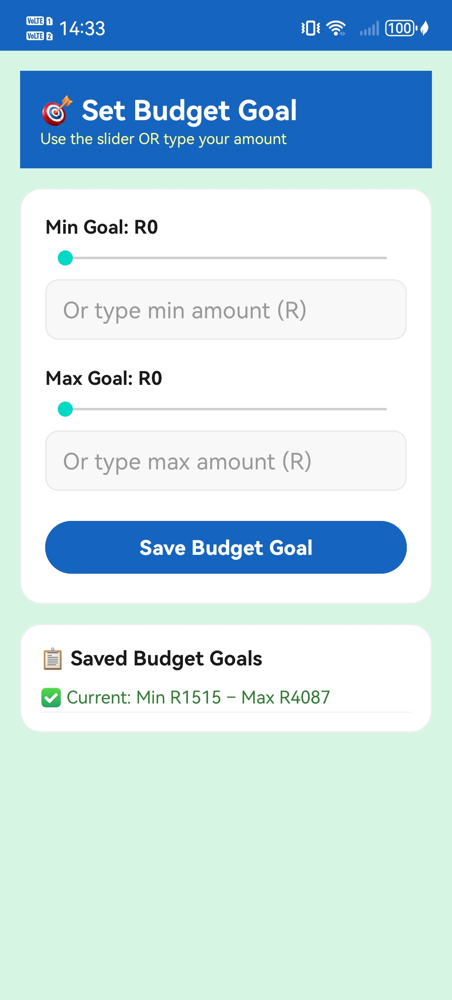 VoLTE 1
VoLTE 2
14:33
100
🎯 Set Budget Goal
Use the slider OR type your amount
Min Goal: R0
Or type min amount (R)
Max Goal: R0
Or type max amount (R)
Save Budget Goal
📋 Saved Budget Goals
✅ Current: Min R1515 – Max R4087